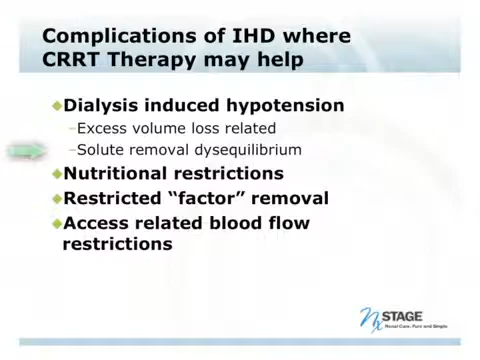 Complications of IHD where
CRRT Therapy may help
Dialysis induced hypotension
–Excess volume loss related
–Solute removal dysequilibrium
Nutritional restrictions
Restricted “factor” removal
Access related blood flow
restrictions
NxSTAGE
Renal Care. Pure and Simple